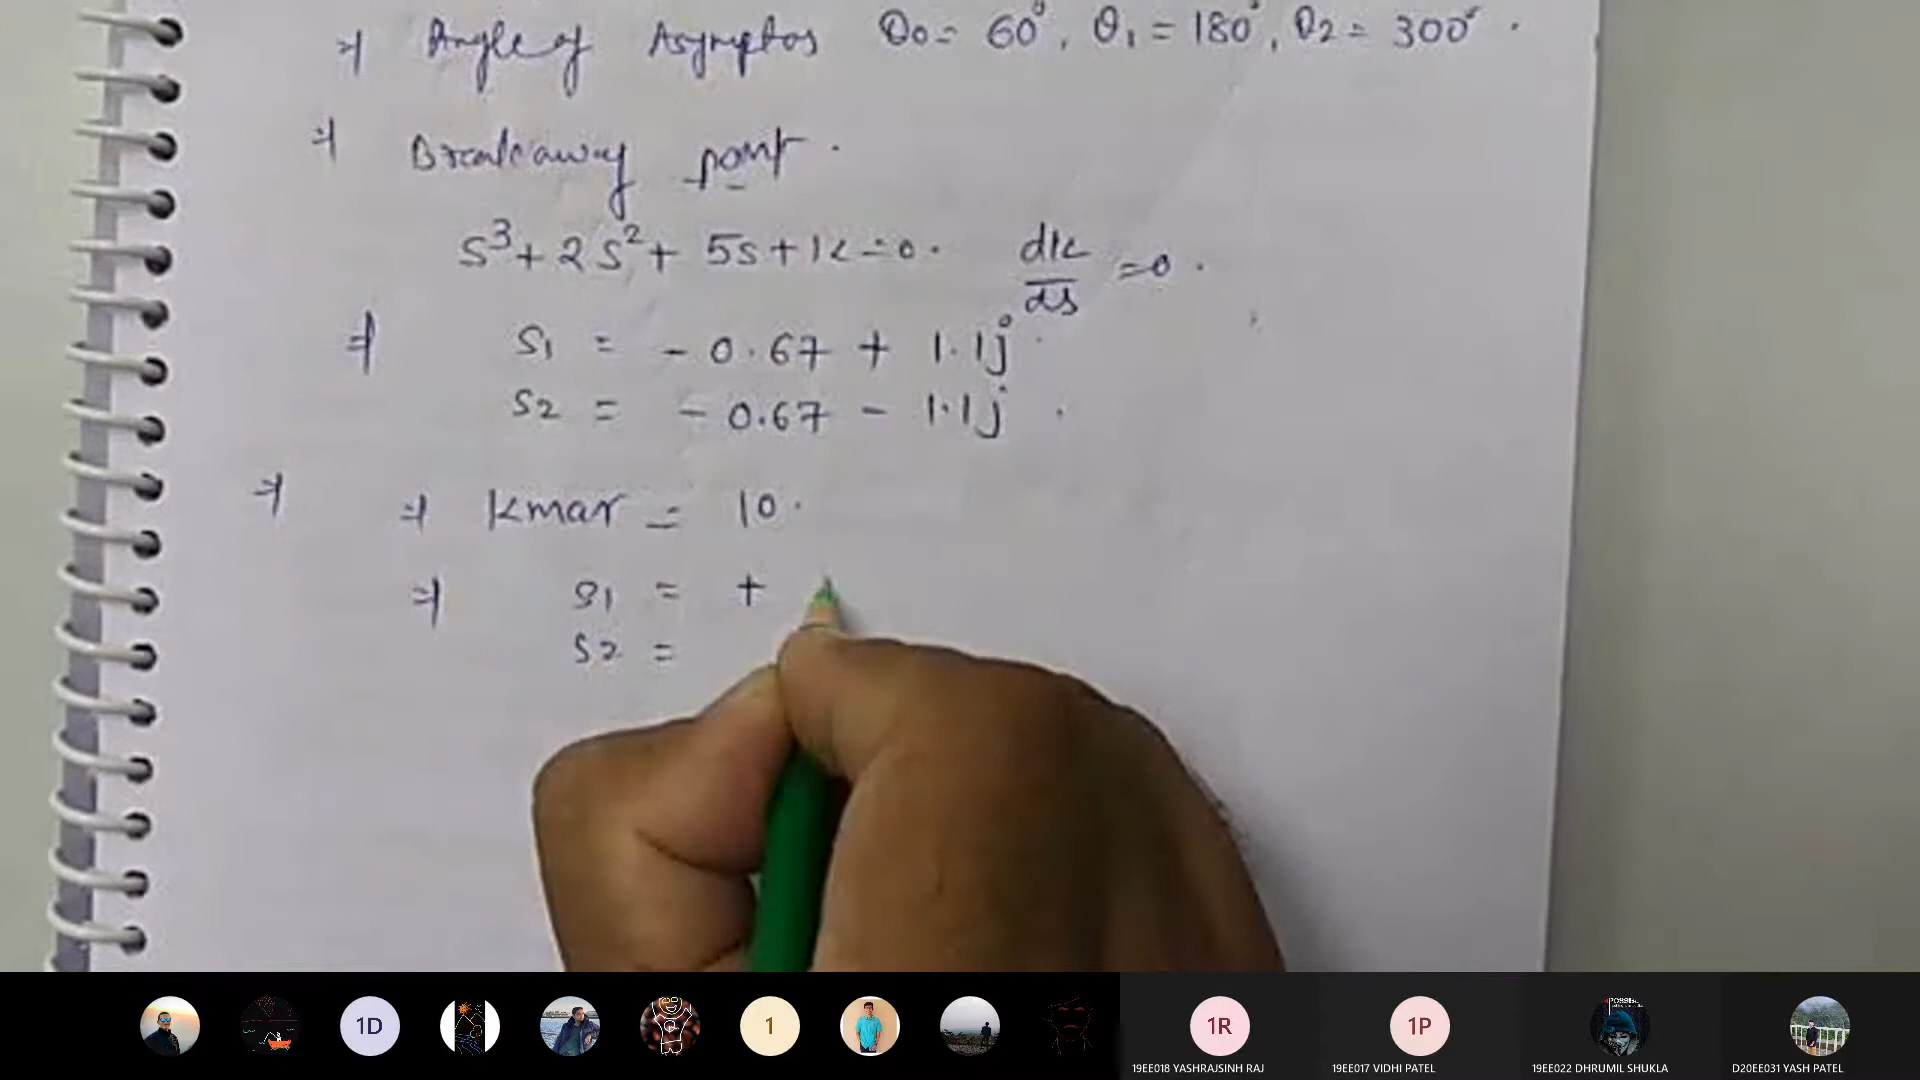 ⇒ Angle of Asymptos θ0 = 60°, θ1 = 180°, θ2 = 300°.
⇒ Breakaway point.
s³ + 2s² + 5s + K = 0. dK/ds = 0.
⇒ s1 = - 0.67 + 1.1j
s2 = - 0.67 - 1.1j.
⇒ ⇒ Kmax = 10.
⇒ s1 = +
s2 =
1D 1 1R 1P
19EE018 YASHRAJSINH RAJ 19EE017 VIDHI PATEL 19EE022 DHRUMIL SHUKLA D20EE031 YASH PATEL